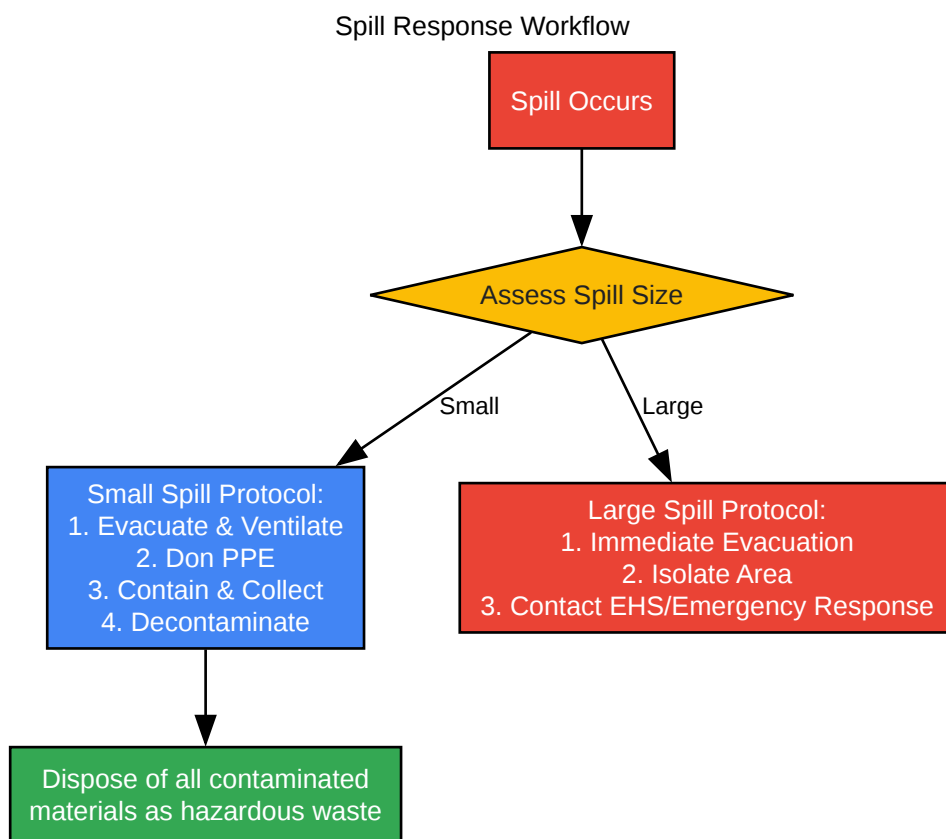 Spill Response Workflow
Spill Occurs
Assess Spill Size
Small
Large
Small Spill Protocol:
1. Evacuate & Ventilate
2. Don PPE
3. Contain & Collect
4. Decontaminate
Large Spill Protocol:
1. Immediate Evacuation
2. Isolate Area
3. Contact EHS/Emergency Response
Dispose of all contaminated
materials as hazardous waste